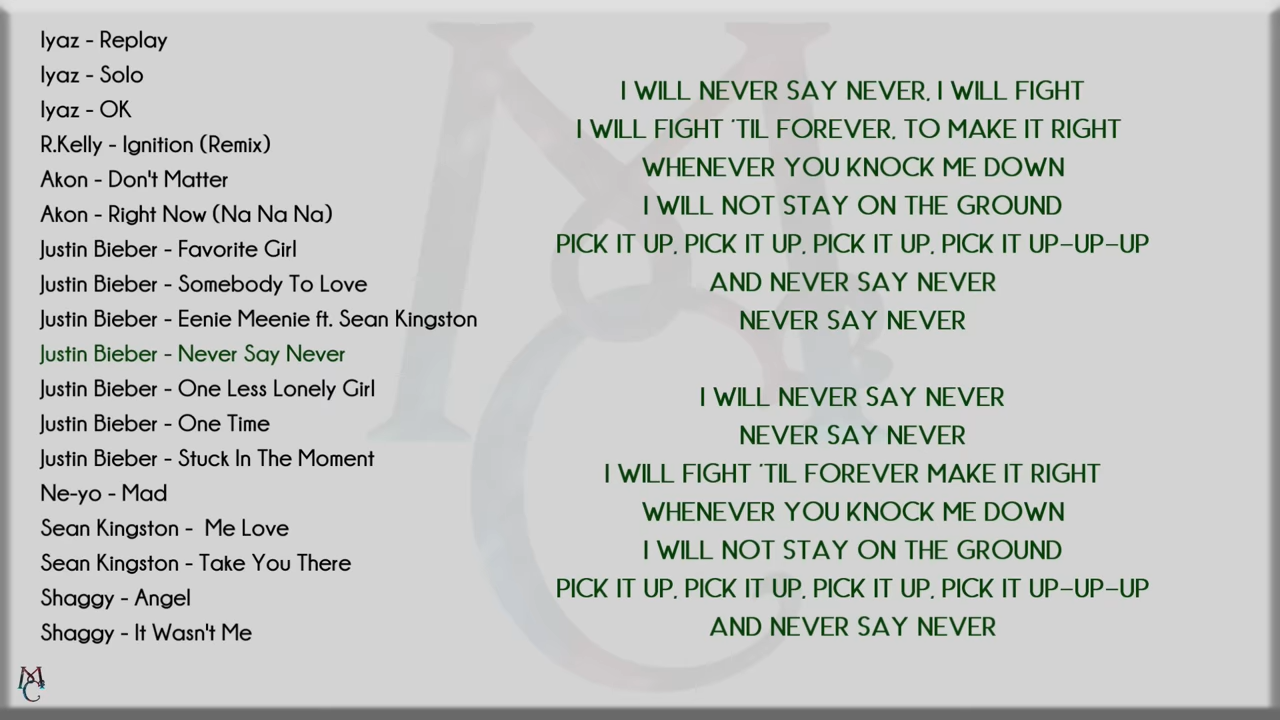 Iyaz - Replay
Iyaz - Solo
Iyaz - OK
R.Kelly - Ignition (Remix)
Akon - Don't Matter
Akon - Right Now (Na Na Na)
Justin Bieber - Favorite Girl
Justin Bieber - Somebody To Love
Justin Bieber - Eenie Meenie ft. Sean Kingston
Justin Bieber - Never Say Never
Justin Bieber - One Less Lonely Girl
Justin Bieber - One Time
Justin Bieber - Stuck In The Moment
Ne-yo - Mad
Sean Kingston -  Me Love
Sean Kingston - Take You There
Shaggy - Angel
Shaggy - It Wasn't Me
I WILL NEVER SAY NEVER, I WILL FIGHT
I WILL FIGHT 'TIL FOREVER, TO MAKE IT RIGHT
WHENEVER YOU KNOCK ME DOWN
I WILL NOT STAY ON THE GROUND
PICK IT UP, PICK IT UP, PICK IT UP, PICK IT UP-UP-UP
AND NEVER SAY NEVER
NEVER SAY NEVER
I WILL NEVER SAY NEVER
NEVER SAY NEVER
I WILL FIGHT 'TIL FOREVER MAKE IT RIGHT
WHENEVER YOU KNOCK ME DOWN
I WILL NOT STAY ON THE GROUND
PICK IT UP, PICK IT UP, PICK IT UP, PICK IT UP-UP-UP
AND NEVER SAY NEVER